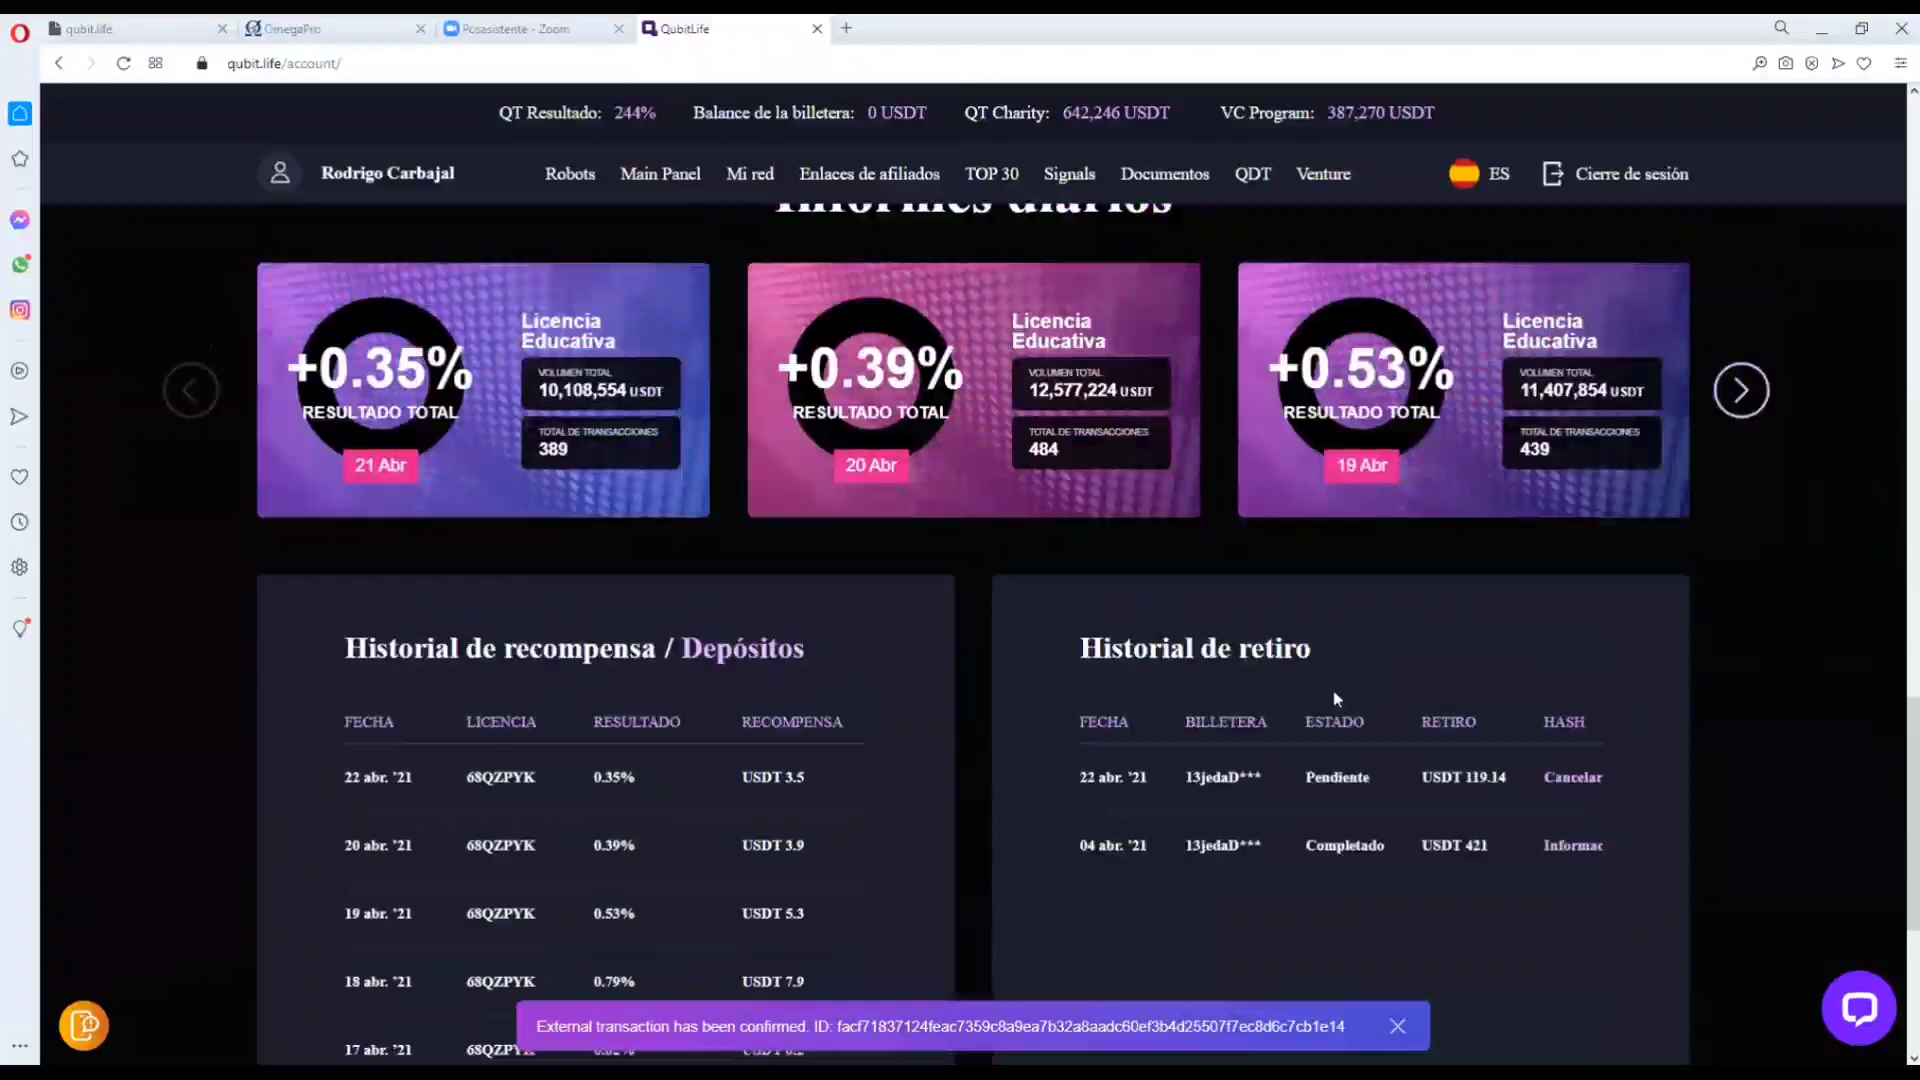 qubit.life
OmegaPro
Posasistente - Zoom
QubitLife
qubit.life/account/
QT Resultado: 244%
Balance de la billetera: 0 USDT
QT Charity: 642,246 USDT
VC Program: 387,270 USDT
Rodrigo Carbajal
Robots
Main Panel
Mi red
Enlaces de afiliados
TOP 30
Signals
Documentos
QDT
Venture
ES
Cierre de sesión
Informes diarios
+0.35%
RESULTADO TOTAL
21 Abr
Licencia
Educativa
VOLUMEN TOTAL
10,108,554 USDT
TOTAL DE TRANSACCIONES
389
+0.39%
RESULTADO TOTAL
20 Abr
Licencia
Educativa
VOLUMEN TOTAL
12,577,224 USDT
TOTAL DE TRANSACCIONES
484
+0.53%
RESULTADO TOTAL
19 Abr
Licencia
Educativa
VOLUMEN TOTAL
11,407,854 USDT
TOTAL DE TRANSACCIONES
439
Historial de recompensa / Depósitos
FECHA LICENCIA RESULTADO RECOMPENSA
22 abr. '21 68QZPYK 0.35% USDT 3.5
20 abr. '21 68QZPYK 0.39% USDT 3.9
19 abr. '21 68QZPYK 0.53% USDT 5.3
18 abr. '21 68QZPYK 0.79% USDT 7.9
17 abr. '21
Historial de retiro
FECHA BILLETERA ESTADO RETIRO HASH
22 abr. '21 13jedaD*** Pendiente USDT 119.14 Cancelar
04 abr. '21 13jedaD*** Completado USDT 421 Informac
External transaction has been confirmed. ID: facf71837124feac7359c8a9ea7b32a8aadc60ef3b4d25507f7ec8d6c7cb1e14